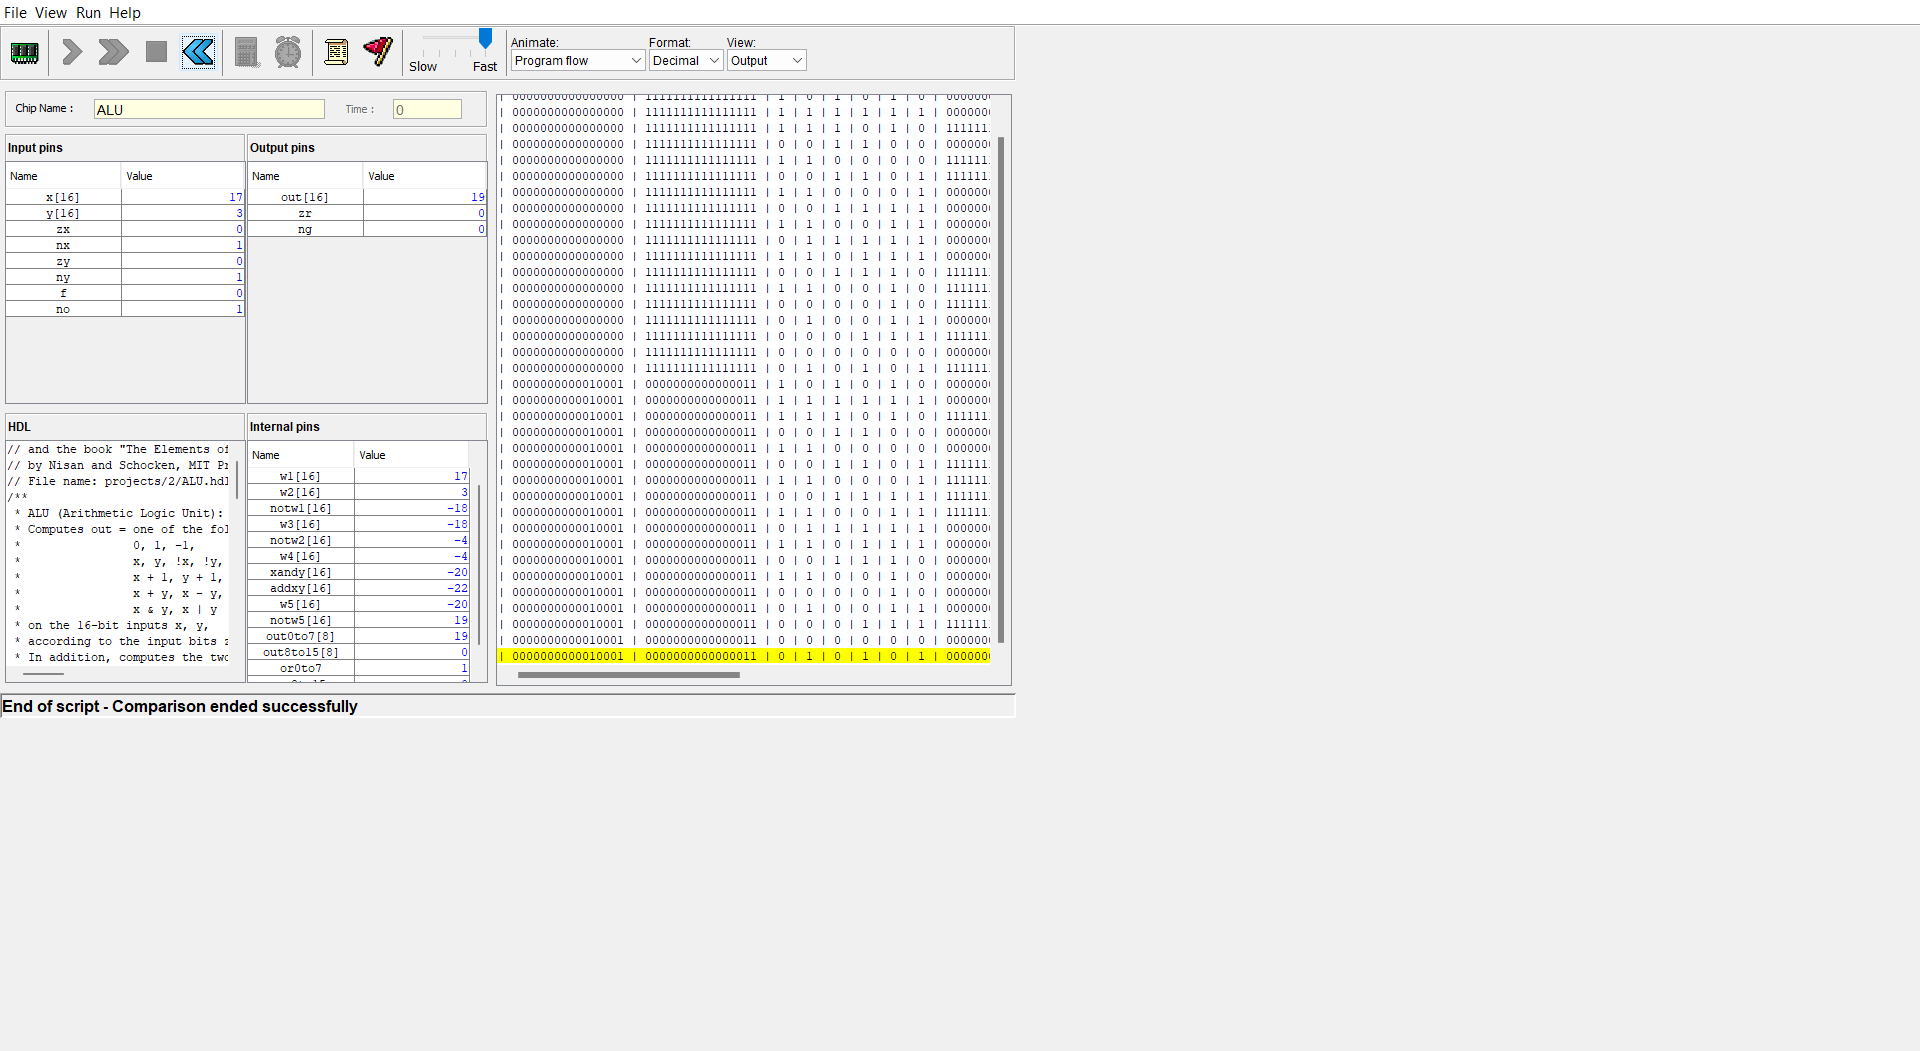 File View Run Help
Slow Fast
Animate: Format: View:
Program flow Decimal Output
Chip Name : ALU Time : 0
Input pins
Name Value
x[16] 17
y[16] 3
zx 0
nx 1
zy 0
ny 1
f 0
no 1
Output pins
Name Value
out[16] 19
zr 0
ng 0
HDL
// and the book "The Elements of
// by Nisan and Schocken, MIT Pr
// File name: projects/2/ALU.hdl
/**
* ALU (Arithmetic Logic Unit):
* Computes out = one of the fol
* 0, 1, -1,
* x, y, !x, !y,
* x + 1, y + 1,
* x + y, x - y,
* x & y, x | y
* on the 16-bit inputs x, y,
* according to the input bits z
* In addition, computes the two
Internal pins
Name Value
w1[16] 17
w2[16] 3
notw1[16] -18
w3[16] -18
notw2[16] -4
w4[16] -4
xandy[16] -20
addxy[16] -22
w5[16] -20
notw5[16] 19
out0to7[8] 19
out8to15[8] 0
or0to7 1
| 0000000000000000 | 1111111111111111 | 1 | 0 | 1 | 0 | 1 | 0 | 000000
| 0000000000000000 | 1111111111111111 | 1 | 1 | 1 | 1 | 1 | 1 | 000000
| 0000000000000000 | 1111111111111111 | 1 | 1 | 1 | 0 | 1 | 0 | 111111
| 0000000000000000 | 1111111111111111 | 0 | 0 | 1 | 1 | 0 | 0 | 000000
| 0000000000000000 | 1111111111111111 | 1 | 1 | 0 | 0 | 0 | 0 | 111111
| 0000000000000000 | 1111111111111111 | 0 | 0 | 1 | 1 | 0 | 1 | 111111
| 0000000000000000 | 1111111111111111 | 1 | 1 | 0 | 0 | 0 | 1 | 000000
| 0000000000000000 | 1111111111111111 | 0 | 0 | 1 | 1 | 1 | 1 | 000000
| 0000000000000000 | 1111111111111111 | 1 | 1 | 0 | 0 | 1 | 1 | 000000
| 0000000000000000 | 1111111111111111 | 0 | 1 | 1 | 1 | 1 | 1 | 000000
| 0000000000000000 | 1111111111111111 | 1 | 1 | 0 | 1 | 1 | 1 | 000000
| 0000000000000000 | 1111111111111111 | 0 | 0 | 1 | 1 | 1 | 0 | 111111
| 0000000000000000 | 1111111111111111 | 1 | 1 | 0 | 0 | 1 | 0 | 111111
| 0000000000000000 | 1111111111111111 | 0 | 0 | 0 | 0 | 1 | 0 | 111111
| 0000000000000000 | 1111111111111111 | 0 | 1 | 0 | 0 | 1 | 1 | 000000
| 0000000000000000 | 1111111111111111 | 0 | 0 | 0 | 1 | 1 | 1 | 111111
| 0000000000000000 | 1111111111111111 | 0 | 0 | 0 | 0 | 0 | 0 | 000000
| 0000000000000000 | 1111111111111111 | 0 | 1 | 0 | 1 | 0 | 1 | 111111
| 0000000000010001 | 0000000000000011 | 1 | 0 | 1 | 0 | 1 | 0 | 000000
| 0000000000010001 | 0000000000000011 | 1 | 1 | 1 | 1 | 1 | 1 | 000000
| 0000000000010001 | 0000000000000011 | 1 | 1 | 1 | 0 | 1 | 0 | 111111
| 0000000000010001 | 0000000000000011 | 0 | 0 | 1 | 1 | 0 | 0 | 000000
| 0000000000010001 | 0000000000000011 | 1 | 1 | 0 | 0 | 0 | 0 | 000000
| 0000000000010001 | 0000000000000011 | 0 | 0 | 1 | 1 | 0 | 1 | 111111
| 0000000000010001 | 0000000000000011 | 1 | 1 | 0 | 0 | 0 | 1 | 111111
| 0000000000010001 | 0000000000000011 | 0 | 0 | 1 | 1 | 1 | 1 | 111111
| 0000000000010001 | 0000000000000011 | 1 | 1 | 0 | 0 | 1 | 1 | 111111
| 0000000000010001 | 0000000000000011 | 0 | 1 | 1 | 1 | 1 | 1 | 000000
| 0000000000010001 | 0000000000000011 | 1 | 1 | 0 | 1 | 1 | 1 | 000000
| 0000000000010001 | 0000000000000011 | 0 | 0 | 1 | 1 | 1 | 0 | 000000
| 0000000000010001 | 0000000000000011 | 1 | 1 | 0 | 0 | 1 | 0 | 000000
| 0000000000010001 | 0000000000000011 | 0 | 0 | 0 | 0 | 1 | 0 | 000000
| 0000000000010001 | 0000000000000011 | 0 | 1 | 0 | 0 | 1 | 1 | 000000
| 0000000000010001 | 0000000000000011 | 0 | 0 | 0 | 1 | 1 | 1 | 111111
| 0000000000010001 | 0000000000000011 | 0 | 0 | 0 | 0 | 0 | 0 | 000000
| 0000000000010001 | 0000000000000011 | 0 | 1 | 0 | 1 | 0 | 1 | 000000
End of script - Comparison ended successfully